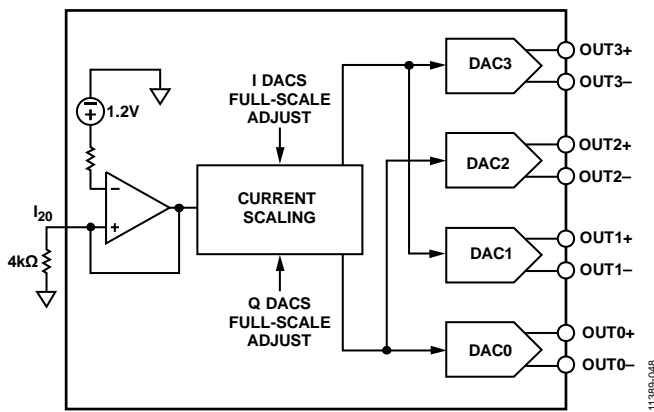 I DACS
FULL-SCALE
ADJUST
1.2V
−
+
−
+
I20
4kΩ
CURRENT
SCALING
Q DACS
FULL-SCALE
ADJUST
DAC3
OUT3+
OUT3–
DAC2
OUT2+
OUT2–
DAC1
OUT1+
OUT1–
DAC0
OUT0+
OUT0–
11389-048